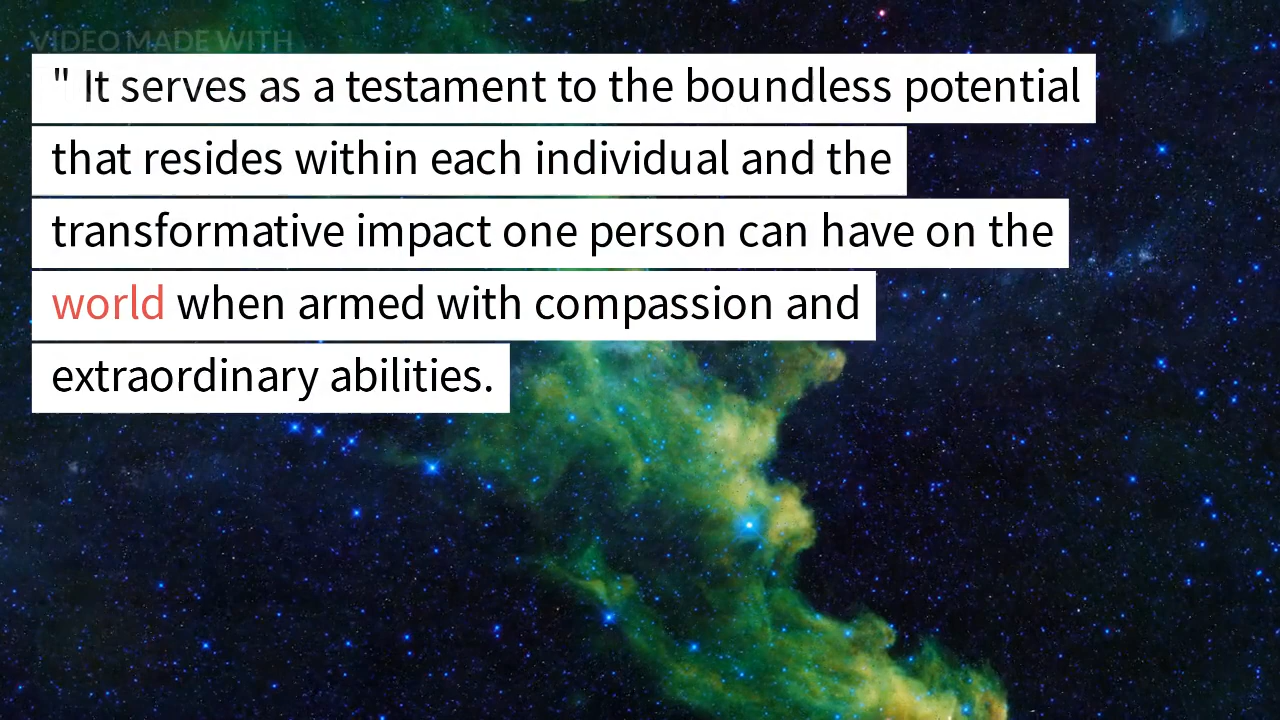 VIDEO MADE WITH
" It serves as a testament to the boundless potential
that resides within each individual and the
transformative impact one person can have on the
world when armed with compassion and
extraordinary abilities.